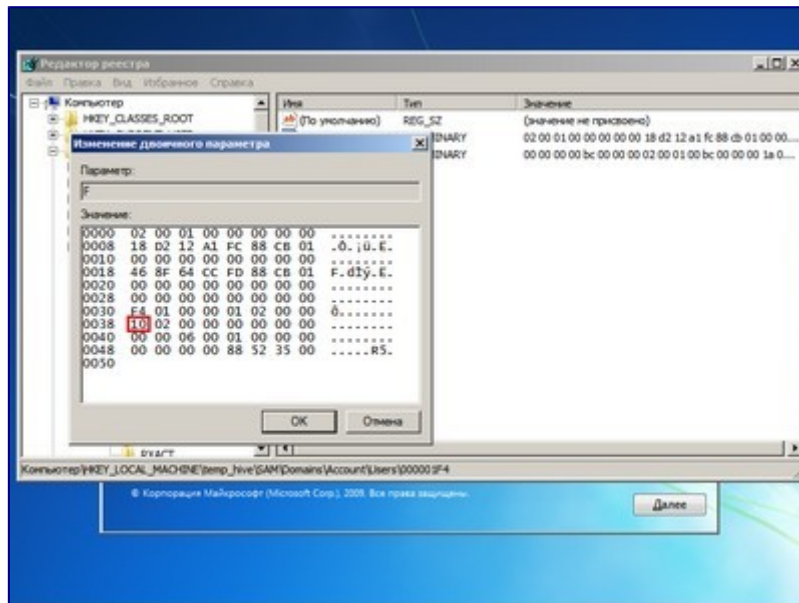 Редактор реестра
Файл Правка Вид Избранное Справка
Компьютер
HKEY_CLASSES_ROOT
Имя Тип Значение
(По умолчанию) REG_SZ (значение не присвоено)
02 00 01 00 00 00 00 00 18 d2 12 a1 fc 88 cb 01 00 00....
00 00 00 00 bc 00 00 00 02 00 01 00 bc 00 00 00 1a 0....
Изменение двоичного параметра
Параметр:
F
Значение:
0000 02 00 01 00 00 00 00 00 ........
0008 18 D2 12 A1 FC 88 CB 01 .Ò.¡ü.Ë.
0010 00 00 00 00 00 00 00 00 ........
0018 46 8F 64 CC FD 88 CB 01 F.dÌý.Ë.
0020 00 00 00 00 00 00 00 00 ........
0028 00 00 00 00 00 00 00 00 ........
0030 F4 01 00 00 01 02 00 00 ô.......
0038 10 02 00 00 00 00 00 00 ........
0040 00 00 06 00 01 00 00 00 ........
0048 00 00 00 00 88 52 35 00 .....R5.
0050
OK Отмена
RXACT
Компьютер\HKEY_LOCAL_MACHINE\temp_hive\SAM\Domains\Account\Users\000001F4
© Корпорация Майкрософт (Microsoft Corp.), 2009. Все права защищены.
Далее